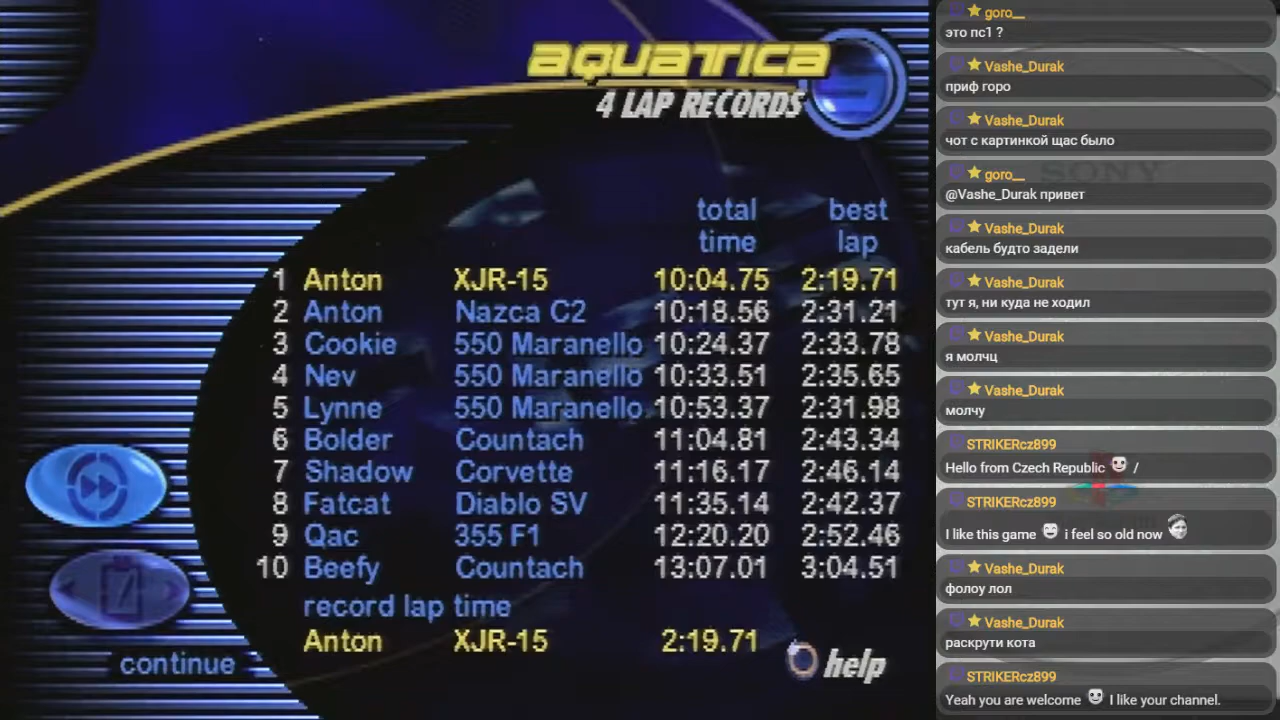 aquatica
4 LAP RECORDS
total time best lap
1 Anton XJR-15 10:04.75 2:19.71
2 Anton Nazca C2 10:18.56 2:31.21
3 Cookie 550 Maranello 10:24.37 2:33.78
4 Nev 550 Maranello 10:33.51 2:35.65
5 Lynne 550 Maranello 10:53.37 2:31.98
6 Bolder Countach 11:04.81 2:43.34
7 Shadow Corvette 11:16.17 2:46.14
8 Fatcat Diablo SV 11:35.14 2:42.37
9 Qac 355 F1 12:20.20 2:52.46
10 Beefy Countach 13:07.01 3:04.51
record lap time
Anton XJR-15 2:19.71
continue
help
goro__
это пс1 ?
Vashe_Durak
приф горо
Vashe_Durak
чот с картинкой щас было
SONY
goro__
@Vashe_Durak привет
Vashe_Durak
кабель будто задели
Vashe_Durak
тут я, ни куда не ходил
Vashe_Durak
я молчц
Vashe_Durak
молчу
STRIKERcz899
Hello from Czech Republic /
STRIKERcz899
I like this game i feel so old now
Vashe_Durak
фолоу лол
Vashe_Durak
раскрути кота
STRIKERcz899
Yeah you are welcome I like your channel.